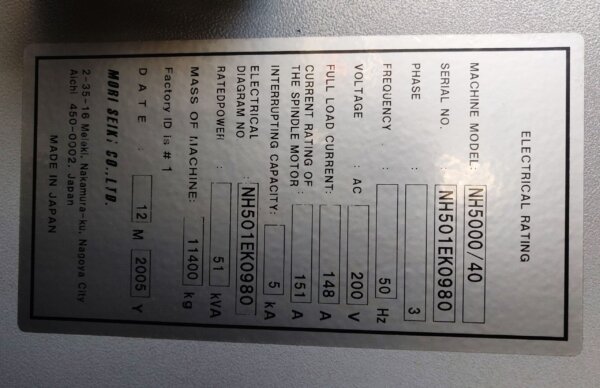 ELECTRICAL RATING
MACHINE MODEL: NH5000/40
SERIAL NO. NH501EK0980
PHASE : 3
FREQUENCY : 50 Hz
VOLTAGE : AC 200 V
FULL LOAD CURRENT: 148 A
CURRENT RATING OF
THE SPINDLE MOTOR : 151 A
INTERRUPTING CAPACITY: 5 kA
ELECTRICAL
DIAGRAM NO : NH501EK0980
RATEDPOWER : 51 kVA
MASS OF MACHINE: 11400 kg
Factory ID is # 1
DATE : 12 M 2005 Y
MORI SEIKI CO.,LTD.
2-35-16 Meieki, Nakamura-ku, Nagoya City
Aichi 450-0002, Japan
MADE IN JAPAN